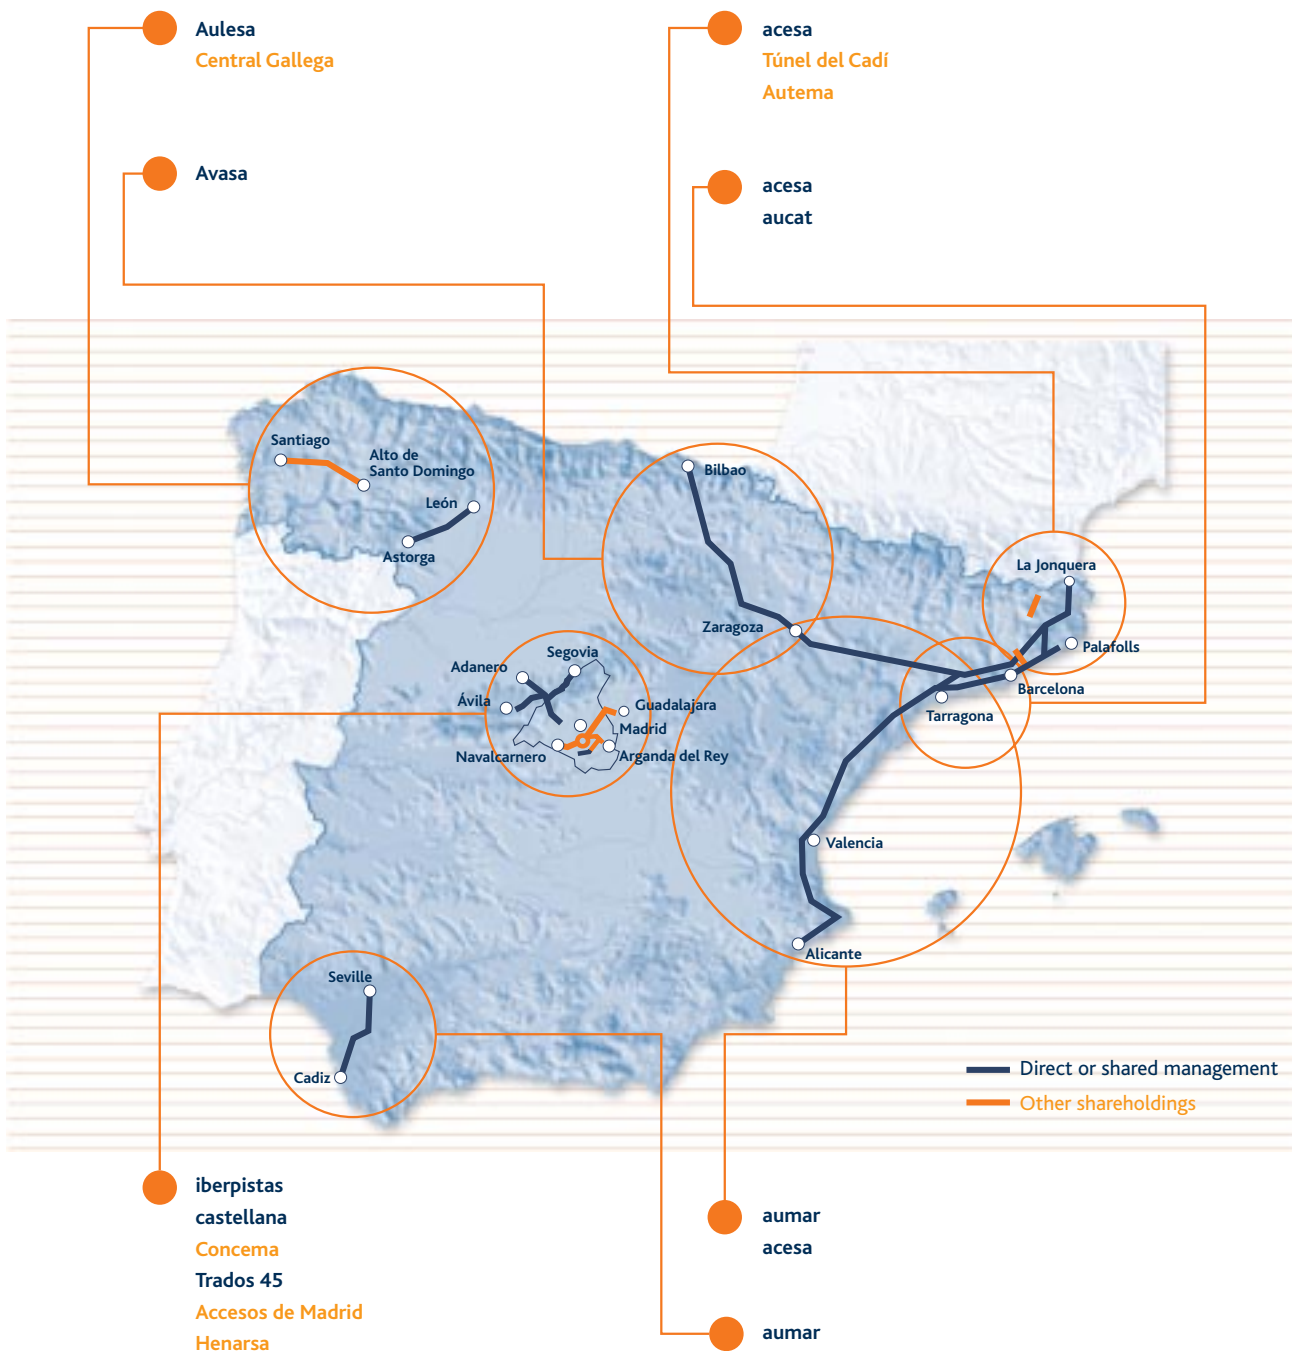 Aulesa
Central Gallega
acesa
Túnel del Cadí
Autema
Avasa
acesa
aucat
Santiago
Alto de
Santo Domingo
León
Astorga
Bilbao
Zaragoza
La Jonquera
Palafolls
Barcelona
Tarragona
Segovia
Adanero
Ávila
Guadalajara
Madrid
Navalcarnero
Arganda del Rey
Valencia
Alicante
Seville
Cadiz
Direct or shared management
Other shareholdings
iberpistas
castellana
Concema
Trados 45
Accesos de Madrid
Henarsa
aumar
acesa
aumar